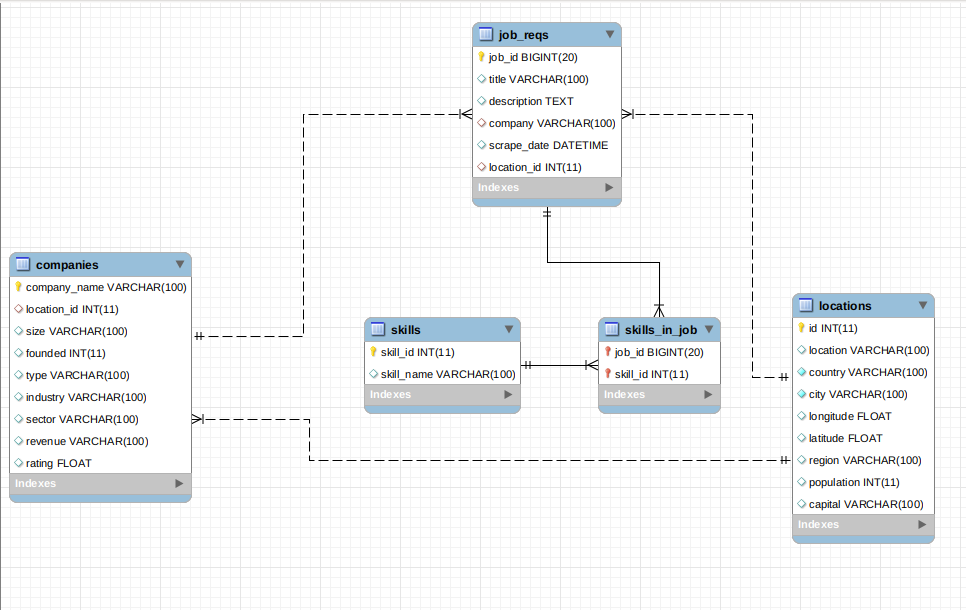 job_reqs
job_id BIGINT(20)
title VARCHAR(100)
description TEXT
company VARCHAR(100)
scrape_date DATETIME
location_id INT(11)
Indexes
companies
company_name VARCHAR(100)
location_id INT(11)
size VARCHAR(100)
founded INT(11)
type VARCHAR(100)
industry VARCHAR(100)
sector VARCHAR(100)
revenue VARCHAR(100)
rating FLOAT
Indexes
skills
skill_id INT(11)
skill_name VARCHAR(100)
Indexes
skills_in_job
job_id BIGINT(20)
skill_id INT(11)
Indexes
locations
id INT(11)
location VARCHAR(100)
country VARCHAR(100)
city VARCHAR(100)
longitude FLOAT
latitude FLOAT
region VARCHAR(100)
population INT(11)
capital VARCHAR(100)
Indexes